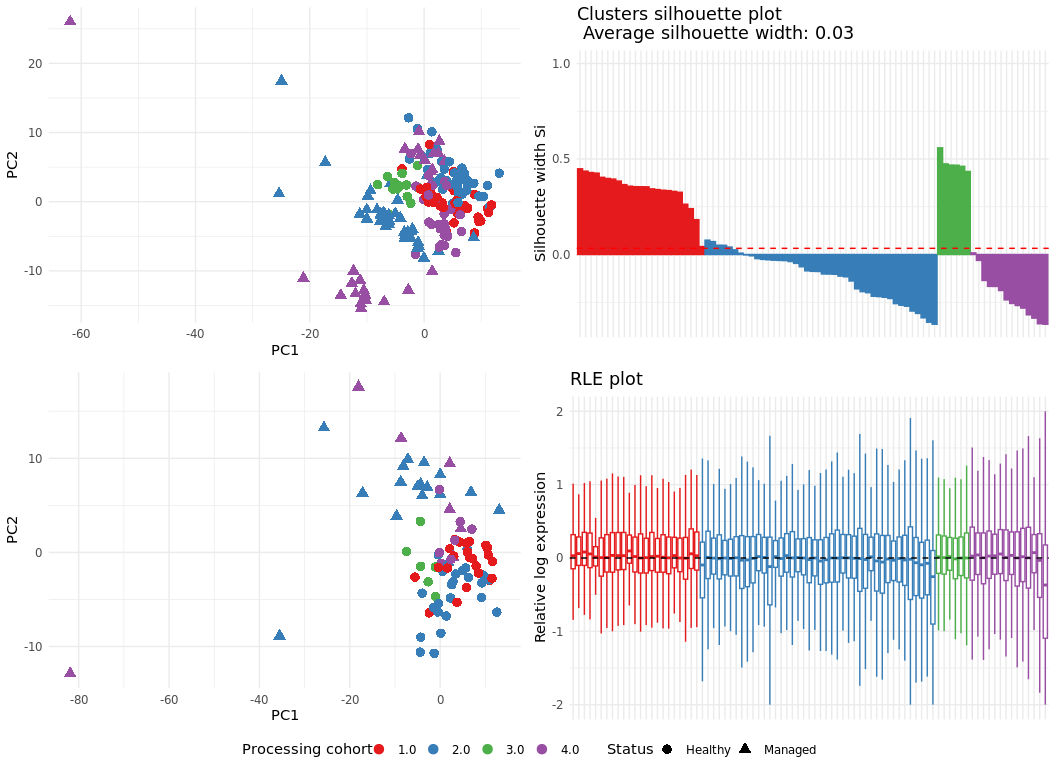 PC2
20
10
0
-10
-60
-40
-20
0
PC1
Clusters silhouette plot
Average silhouette width: 0.03
Silhouette width Si
1.0
0.5
0.0
PC2
10
0
-10
-80
-60
-40
-20
0
PC1
RLE plot
Relative log expression
2
1
0
-1
-2
Processing cohort 1.0 2.0 3.0 4.0 Status Healthy Managed